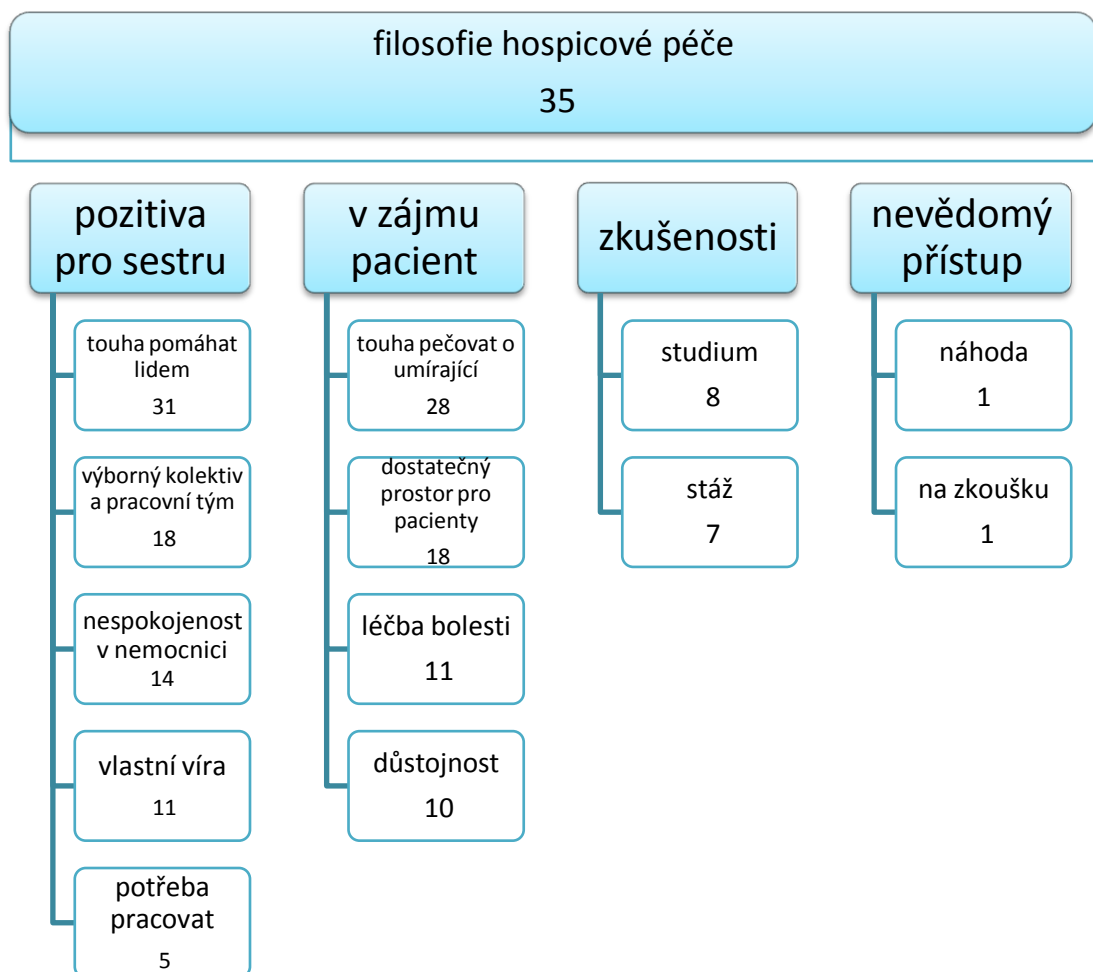 filosofie hospicové péče
35
pozitiva
pro sestru
touha pomáhat
lidem
31
výborný kolektiv
a pracovní tým
18
nespokojenost
v nemocnici
14
vlastní víra
11
potřeba
pracovat
5
v zájmu
pacient
touha pečovat o
umírající
28
dostatečný
prostor pro
pacienty
18
léčba bolesti
11
důstojnost
10
zkušenosti
studium
8
stáž
7
nevědomý
přístup
náhoda
1
na zkoušku
1